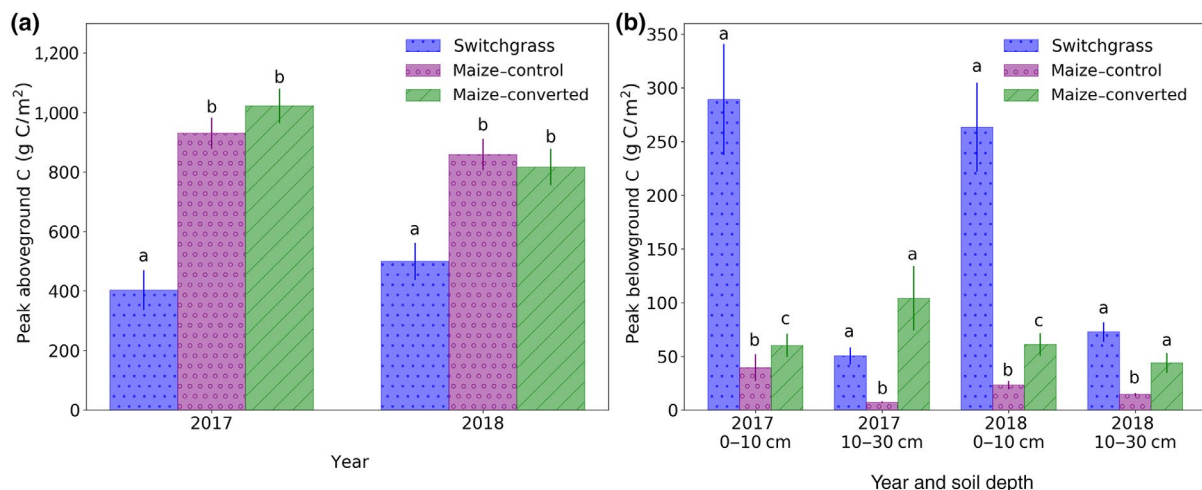 (a)
Peak aboveground C (g C/m²)
1,200
1,000
800
600
400
200
0
Switchgrass
Maize–control
Maize–converted
a
b
b
a
b
b
2017
2018
Year
(b)
Peak belowground C (g C/m²)
350
300
250
200
150
100
50
0
Switchgrass
Maize–control
Maize–converted
a
b
c
a
b
a
a
b
c
a
b
a
2017
0–10 cm
2017
10–30 cm
2018
0–10 cm
2018
10–30 cm
Year and soil depth